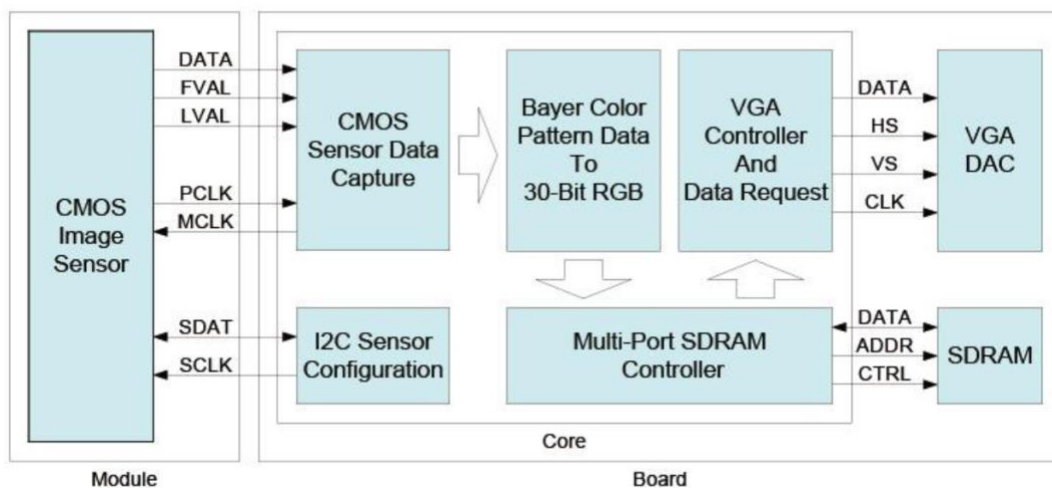 CMOS
Image
Sensor
DATA
FVAL
LVAL
PCLK
MCLK
SDAT
SCLK
CMOS
Sensor Data
Capture
I2C Sensor
Configuration
Bayer Color
Pattern Data
To
30-Bit RGB
VGA
Controller
And
Data Request
Multi-Port SDRAM
Controller
DATA
HS
VS
CLK
VGA
DAC
DATA
ADDR
CTRL
SDRAM
Core
Module
Board